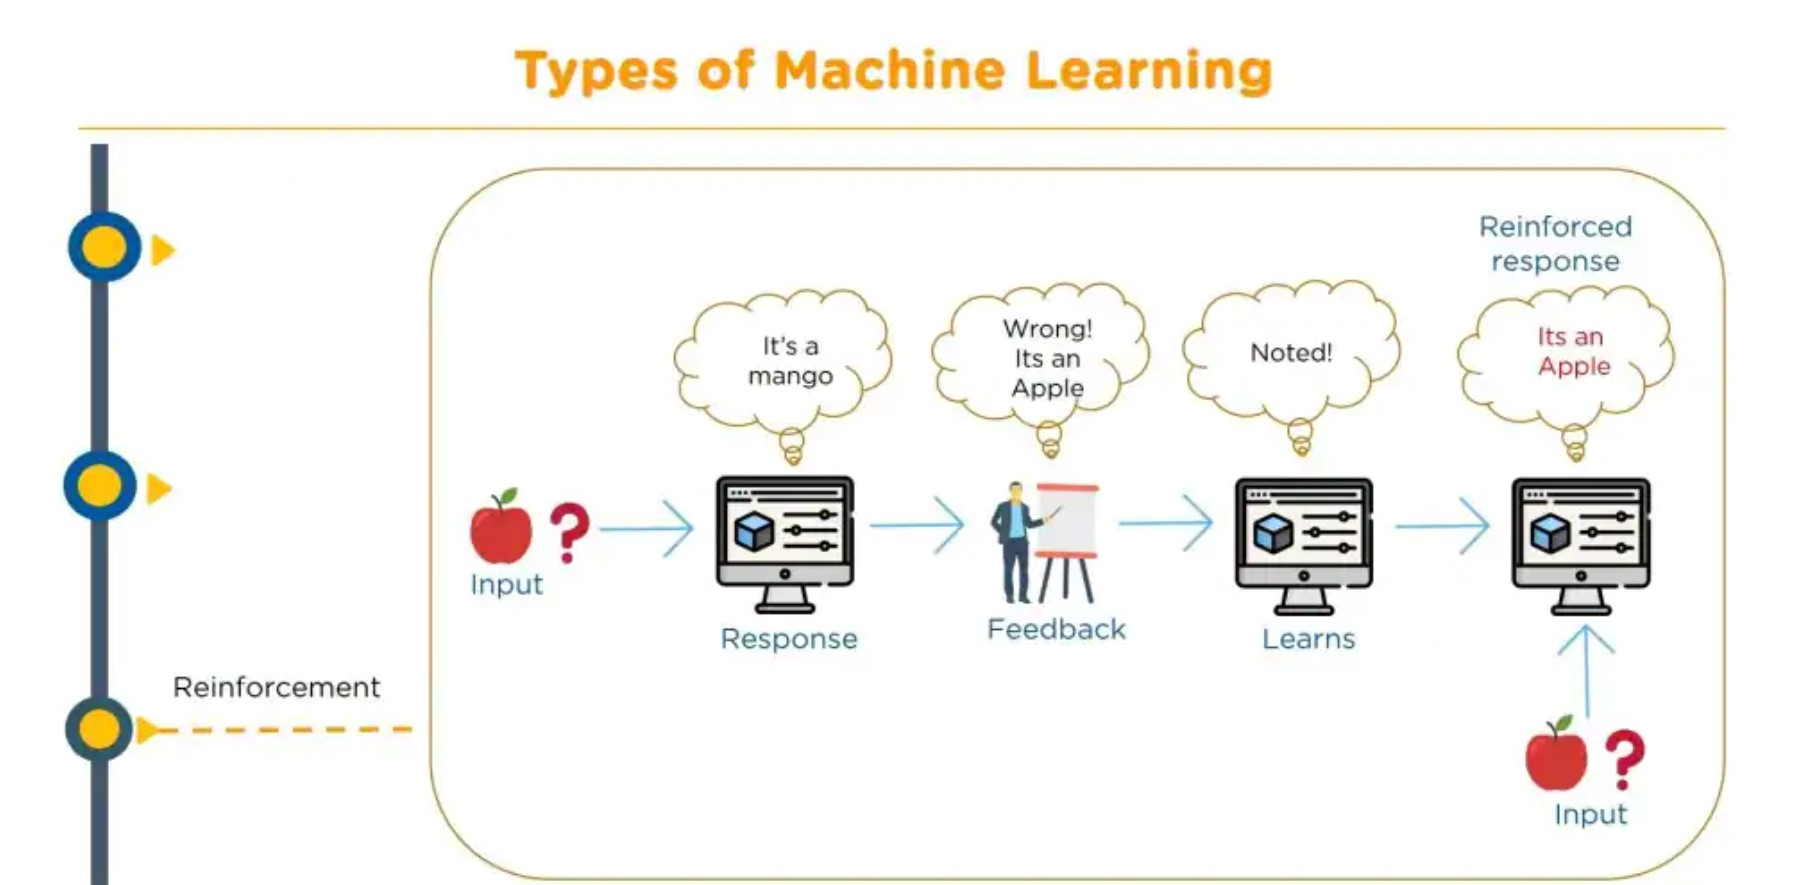 Types of Machine Learning
Reinforced
response
It's a
mango
Wrong!
Its an
Apple
Noted!
Its an
Apple
?
Input
Response
Feedback
Learns
Reinforcement
?
Input